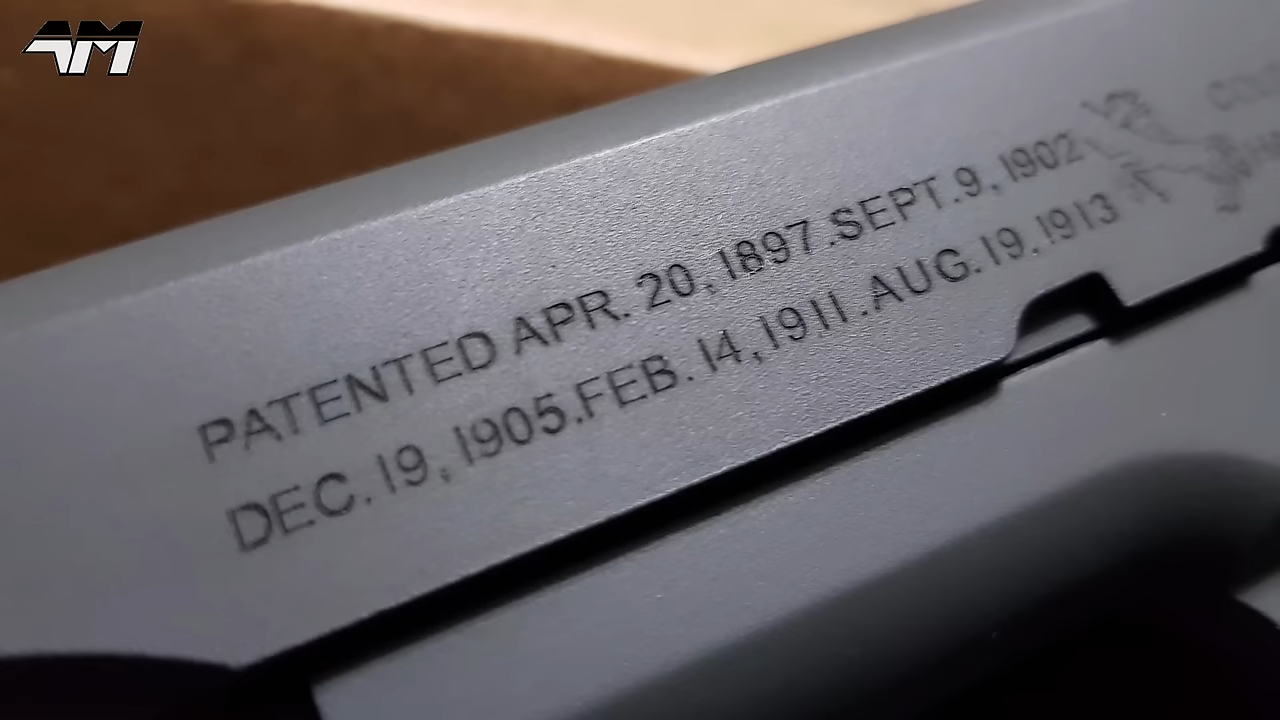 AM
PATENTED APR. 20, 1897.SEPT.9, 1902
DEC. 19, 1905.FEB. 14, 1911.AUG. 19, 1913